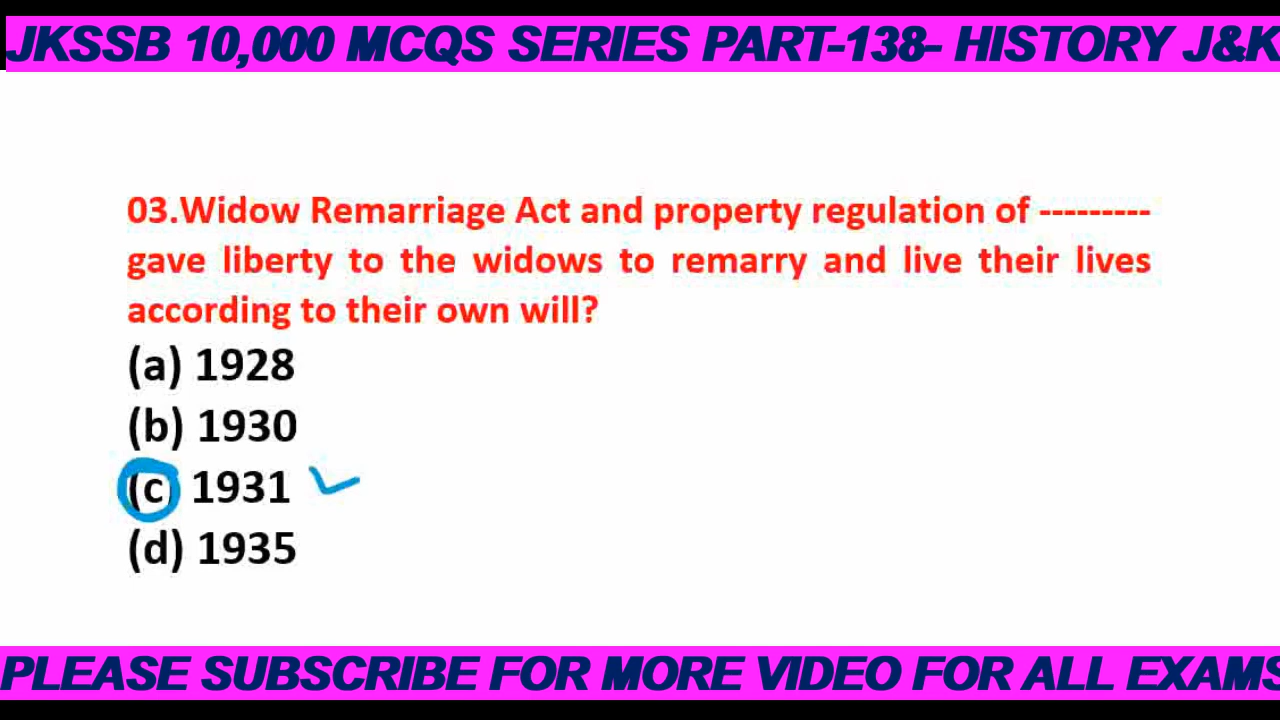 JKSSB 10,000 MCQS SERIES PART-138- HISTORY J&K
03.Widow Remarriage Act and property regulation of ---------
gave liberty to the widows to remarry and live their lives
according to their own will?
(a) 1928
(b) 1930
(c) 1931
(d) 1935
PLEASE SUBSCRIBE FOR MORE VIDEO FOR ALL EXAMS